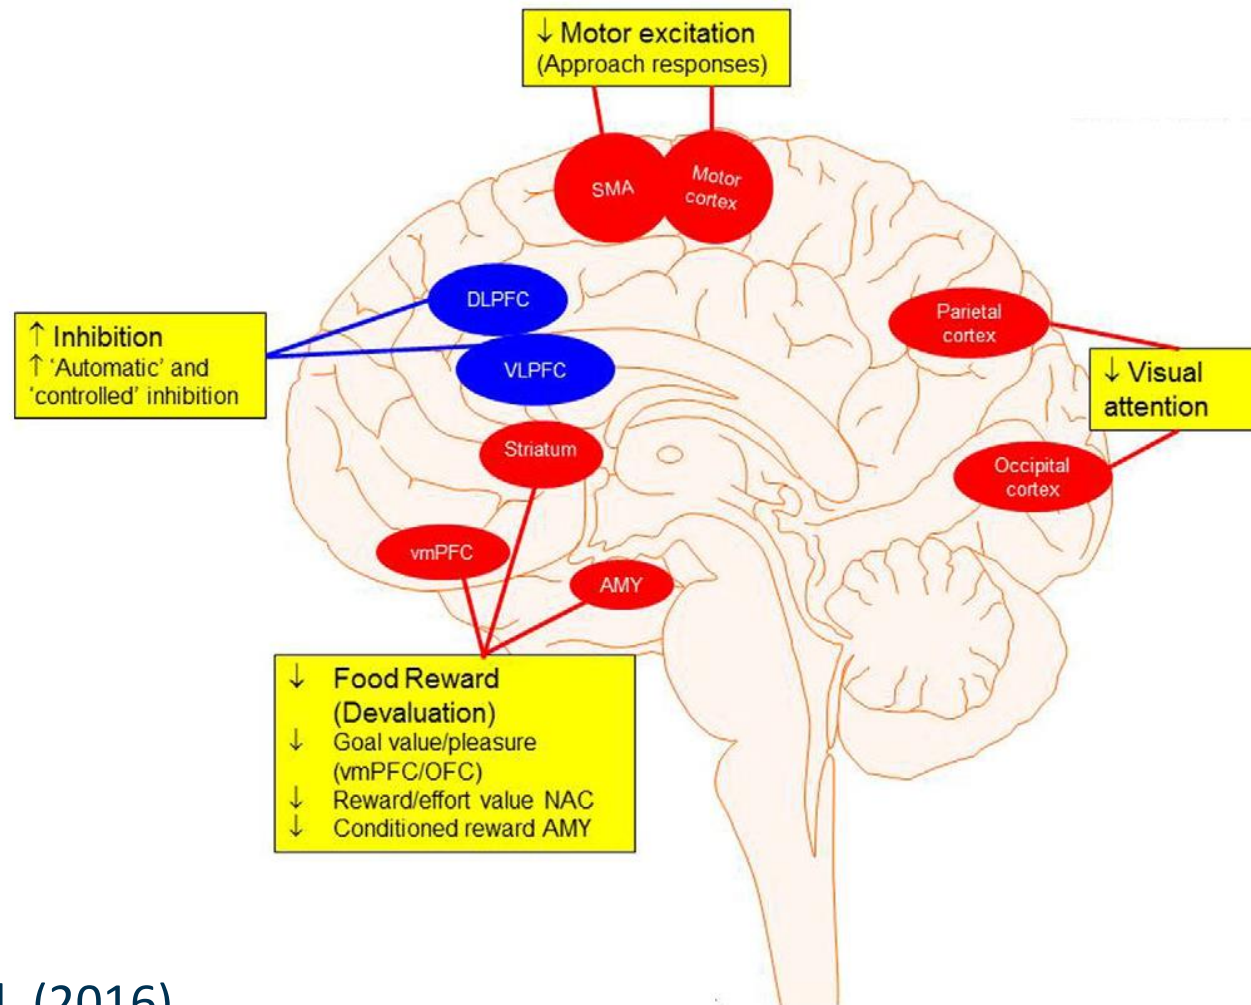 ↓ Motor excitation
(Approach responses)
SMA
Motor
cortex
DLPFC
VLPFC
↑ Inhibition
↑ ‘Automatic’ and
‘controlled’ inhibition
Parietal
cortex
↓ Visual
attention
Occipital
cortex
Striatum
vmPFC
AMY
↓ Food Reward
(Devaluation)
↓ Goal value/pleasure
(vmPFC/OFC)
↓ Reward/effort value NAC
↓ Conditioned reward AMY
(2016)